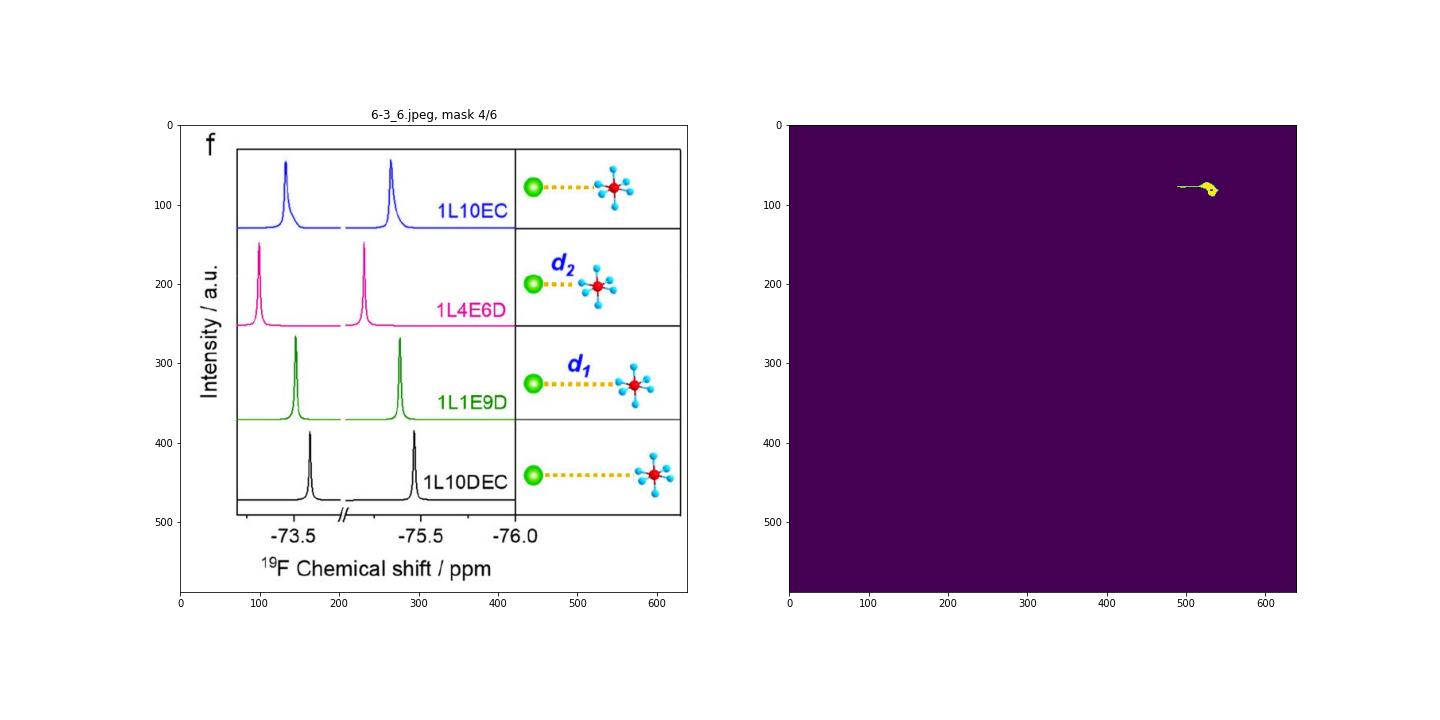 6-3_6.jpeg, mask 4/6
f
1L10EC
d2
1L4E6D
d1
1L1E9D
1L10DEC
Intensity / a.u.
-73.5 -75.5 -76.0
19F Chemical shift / ppm
0
100
200
300
400
500
0 100 200 300 400 500 600
0
100
200
300
400
500
0 100 200 300 400 500 600